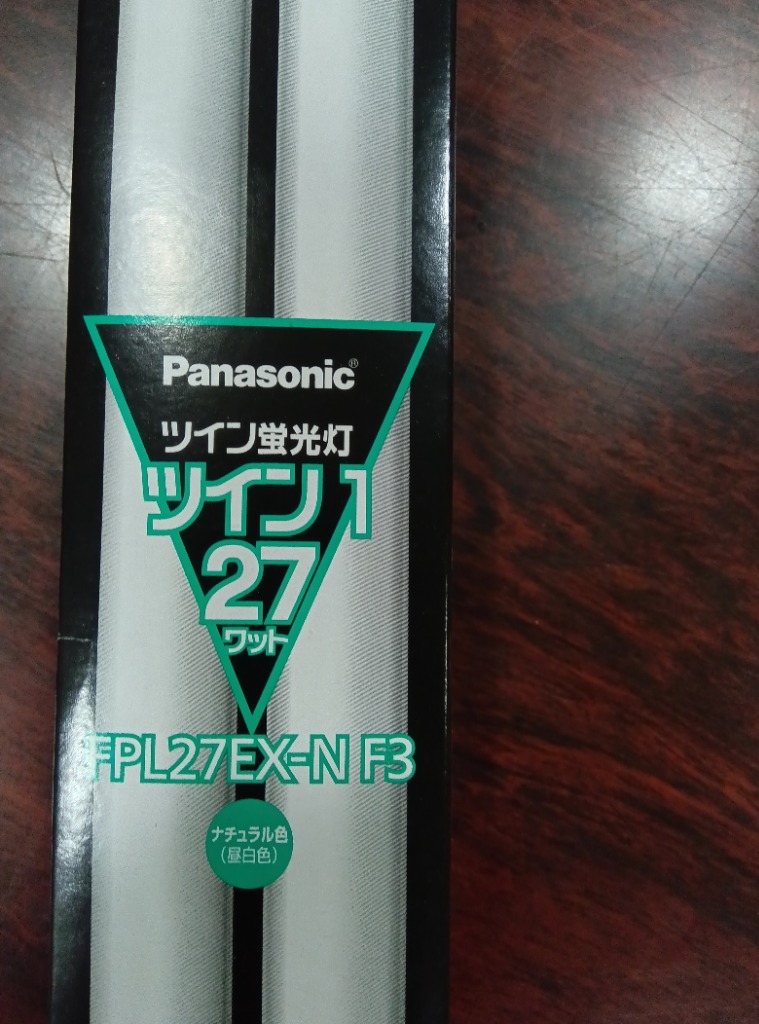 Panasonic®
ツイン蛍光灯
ツイン1
27
ワット
FPL27EX-N F3
ナチュラル色
(昼白色)